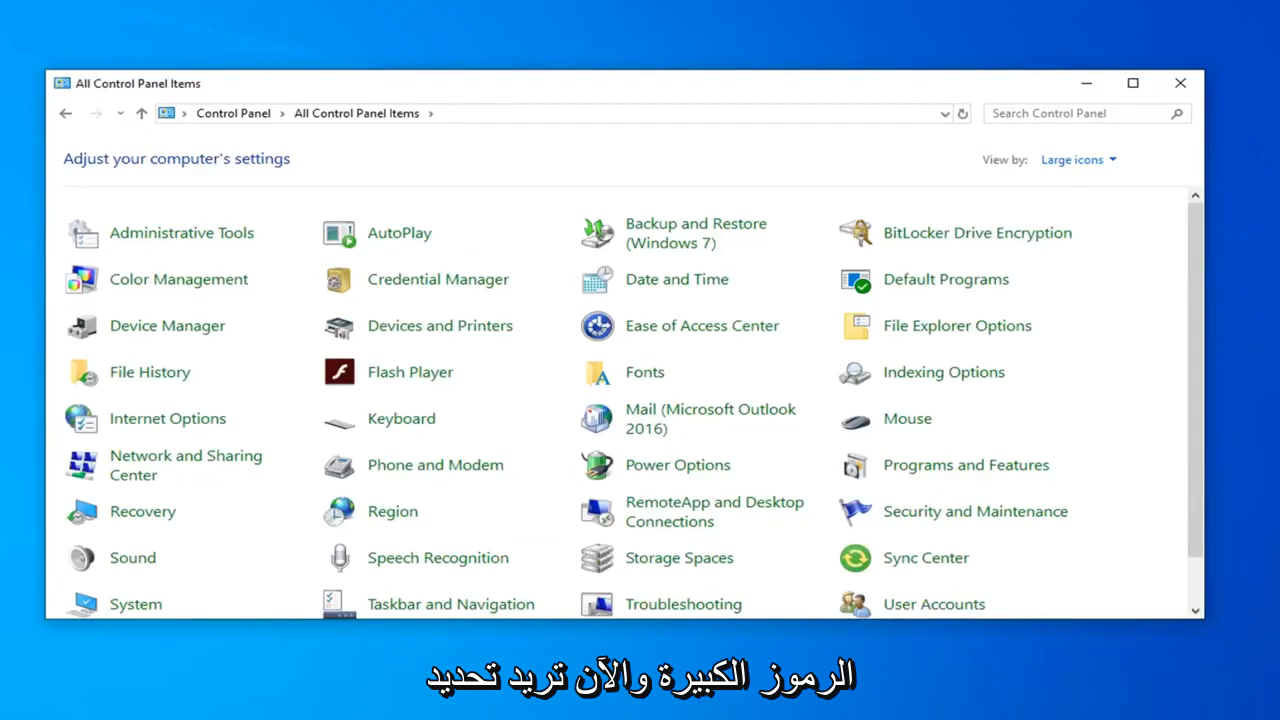 All Control Panel Items
Control Panel > All Control Panel Items >
Search Control Panel
Adjust your computer's settings
View by: Large icons
Administrative Tools
AutoPlay
Backup and Restore
(Windows 7)
BitLocker Drive Encryption
Color Management
Credential Manager
Date and Time
Default Programs
Device Manager
Devices and Printers
Ease of Access Center
File Explorer Options
File History
Flash Player
Fonts
Indexing Options
Internet Options
Keyboard
Mail (Microsoft Outlook
2016)
Mouse
Network and Sharing
Center
Phone and Modem
Power Options
Programs and Features
Recovery
Region
RemoteApp and Desktop
Connections
Security and Maintenance
Sound
Speech Recognition
Storage Spaces
Sync Center
System
Taskbar and Navigation
Troubleshooting
User Accounts
الرموز الكبيرة والآن تريد تحديد